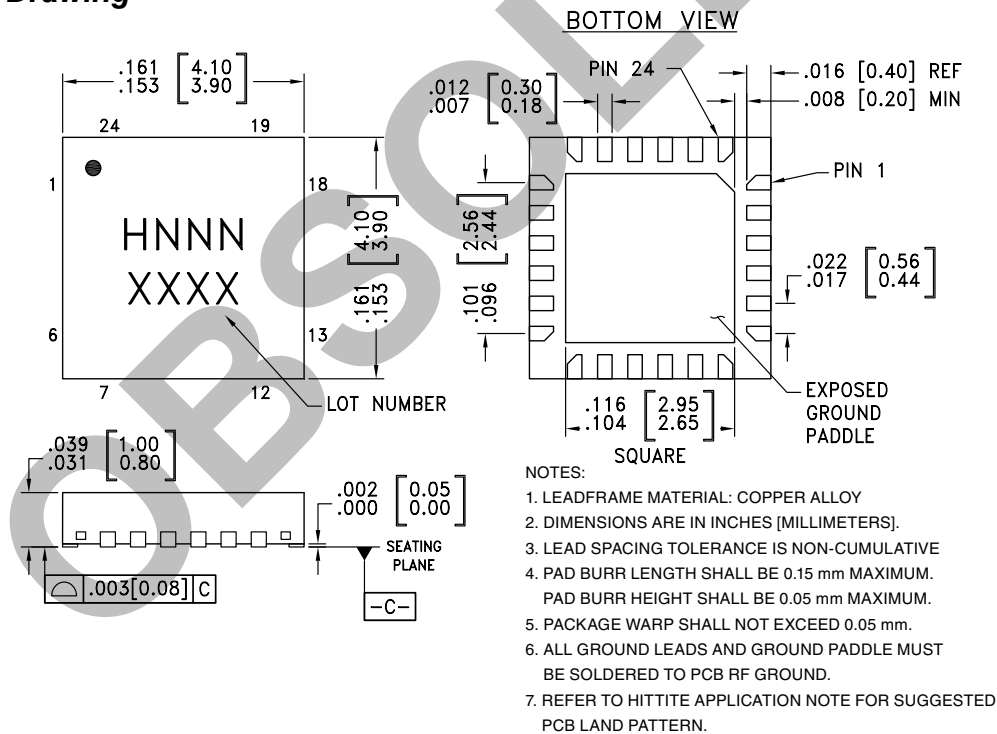 Drawing
BOTTOM VIEW
.161 [4.10]
.153 [3.90]
24 19
1 18
HNNN
XXXX
6 13
7 12
LOT NUMBER
4.10
3.90
.161
.153
PIN 24
.012 [0.30]
.007 [0.18]
.016 [0.40] REF
.008 [0.20] MIN
PIN 1
2.56
2.44
.101
.096
.022 [0.56]
.017 [0.44]
EXPOSED
GROUND
PADDLE
.116 [2.95]
.104 [2.65]
SQUARE
.039 [1.00]
.031 [0.80]
.002 [0.05]
.000 [0.00]
SEATING
PLANE
.003[0.08] C
-C-
NOTES:
1. LEADFRAME MATERIAL: COPPER ALLOY
2. DIMENSIONS ARE IN INCHES [MILLIMETERS].
3. LEAD SPACING TOLERANCE IS NON-CUMULATIVE
4. PAD BURR LENGTH SHALL BE 0.15 mm MAXIMUM.
PAD BURR HEIGHT SHALL BE 0.05 mm MAXIMUM.
5. PACKAGE WARP SHALL NOT EXCEED 0.05 mm.
6. ALL GROUND LEADS AND GROUND PADDLE MUST
BE SOLDERED TO PCB RF GROUND.
7. REFER TO HITTITE APPLICATION NOTE FOR SUGGESTED
PCB LAND PATTERN.